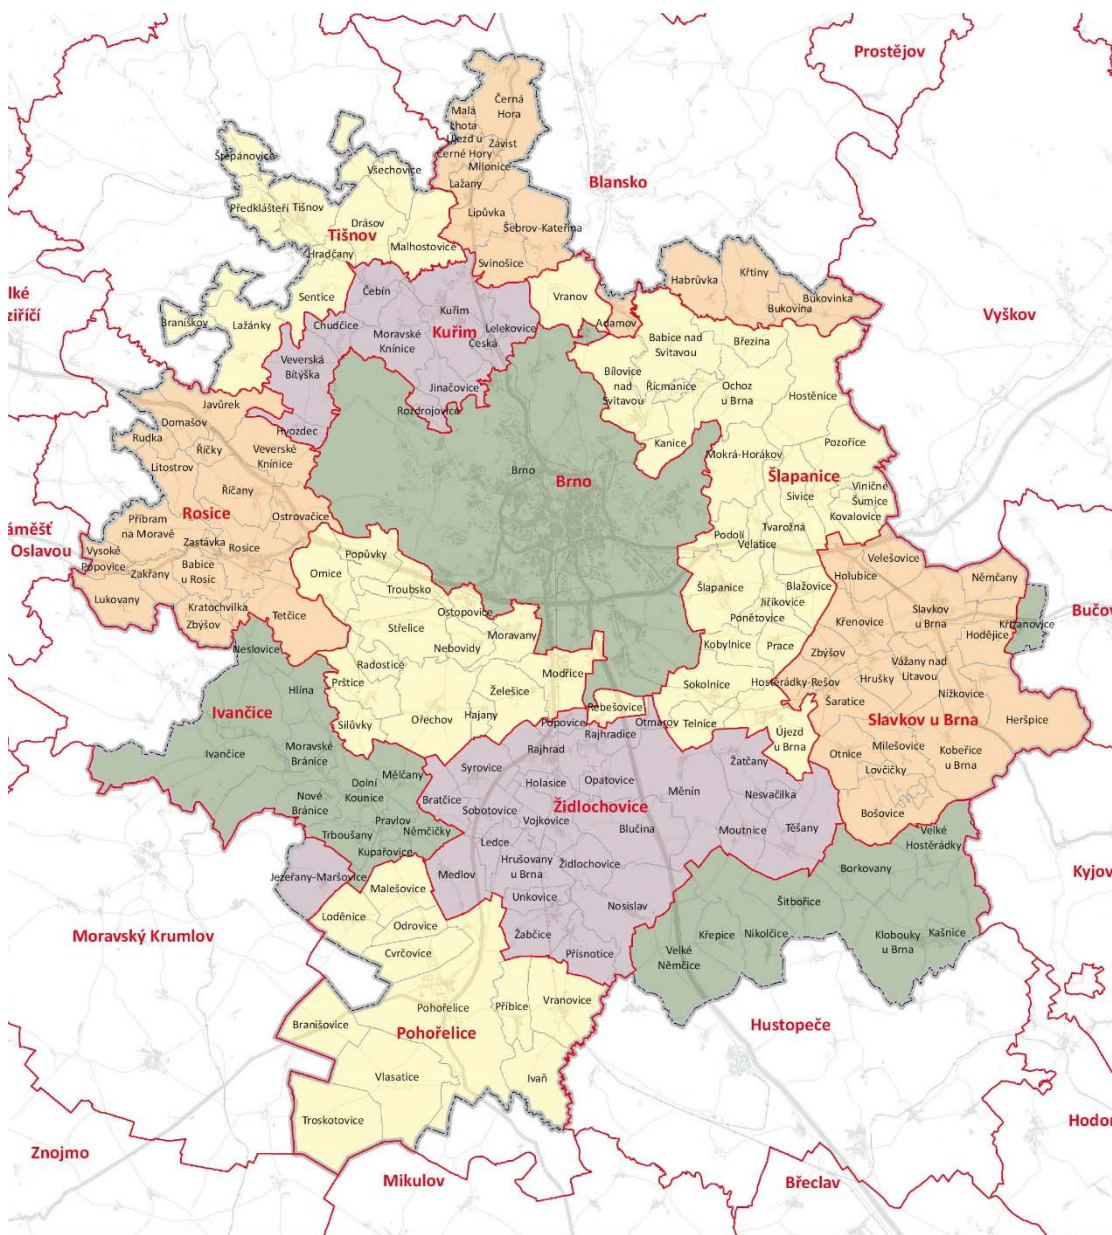 Prostějov
Černá
Hora
Malá
Lhota
Újezd u
Závist
Černé Hory
Milonice
Štěpánovice
Všechovice
Blansko
Lažany
Předklášteří
Tišnov
Lipůvka
Drásov
Šebrov-Kateřina
Tišnov
Malhostovice
Hradčany
Svinošice
Habrůvka
Křtiny
Čebín
Vranov
Bukovinka
Bukovina
lké
ziříčí
Sentice
Kuřim
Vyškov
Braniškov
Lažánky
Chudčice
Kuřim
Lelekovice
Adamov
Moravské
Knínice
Česká
Babice nad
Svitavou
Březina
Veverská
Bítýška
Bílovice
nad
Svitavou
Řícmanice
Ochoz
u Brna
Hostěnice
Jinačovice
Javůrek
Rozdrojovice
Domašov
Hvozdec
Rudka
Říčky
Veverské
Knínice
Kanice
Pozořice
Litostrov
Mokrá-Horákov
Brno
Brno
Šlapanice
Říčany
Sivice
Viničné
Šumice
Rosice
Ostrovačice
Kovalovice
Příbram
na Moravě
Tvarožná
áměšť
Oslavou
Zastávka
Podolí
Velatice
Vysoké
Popovice
Rosice
Popůvky
Velešovice
Babice
u Rosic
Zakřany
Omice
Holubice
Němčany
Troubsko
Šlapanice
Blažovice
Lukovany
Kratochvilka
Ostopovice
Jiříkovice
Slavkov
u Brna
Bučov
Zbýšov
Tetčice
Ponětovice
Křenovice
Křižanovice
Střelice
Moravany
Hodějice
Neslovice
Nebovidy
Kobylnice
Prace
Zbýšov
Radostice
Modřice
Vážany nad
Litavou
Prštice
Hostěrádky-Rešov
Hrušky
Hlína
Želešice
Sokolnice
Nížkovice
Rebešovice
Šaratice
Ivančice
Silůvky
Ořechov
Hajany
Popovice
Otmarov
Telnice
Slavkov u Brna
Heršpice
Rajhradice
Újezd
u Brna
Ivančice
Moravské
Bránice
Rajhrad
Otnice
Milešovice
Kobeřice
u Brna
Mělčany
Syrovice
Žatčany
Lovčičky
Dolní
Kounice
Holasice
Opatovice
Měnín
Nesvačilka
Nové
Bránice
Bratčice
Sobotovice
Židlochovice
Bošovice
Pravlov
Vojkovice
Trboušany
Němčičky
Blučina
Moutnice
Těšany
Velké
Hostěrádky
Kupařovice
Ledce
Hrušovany
u Brna
Židlochovice
Borkovany
Kyjov
Jezeřany-Maršovice
Medlov
Malešovice
Unkovice
Nosislav
Šitbořice
Loděnice
Odrovice
Moravský Krumlov
Žabčice
Křepice
Nikolčice
Klobouky
u Brna
Kašnice
Cvrčovice
Přísnotice
Velké
Němčice
Pohořelice
Přibice
Vranovice
Branišovice
Pohořelice
Hustopeče
Vlasatice
Ivaň
Troskotovice
Hodor
Znojmo
Mikulov
Břeclav